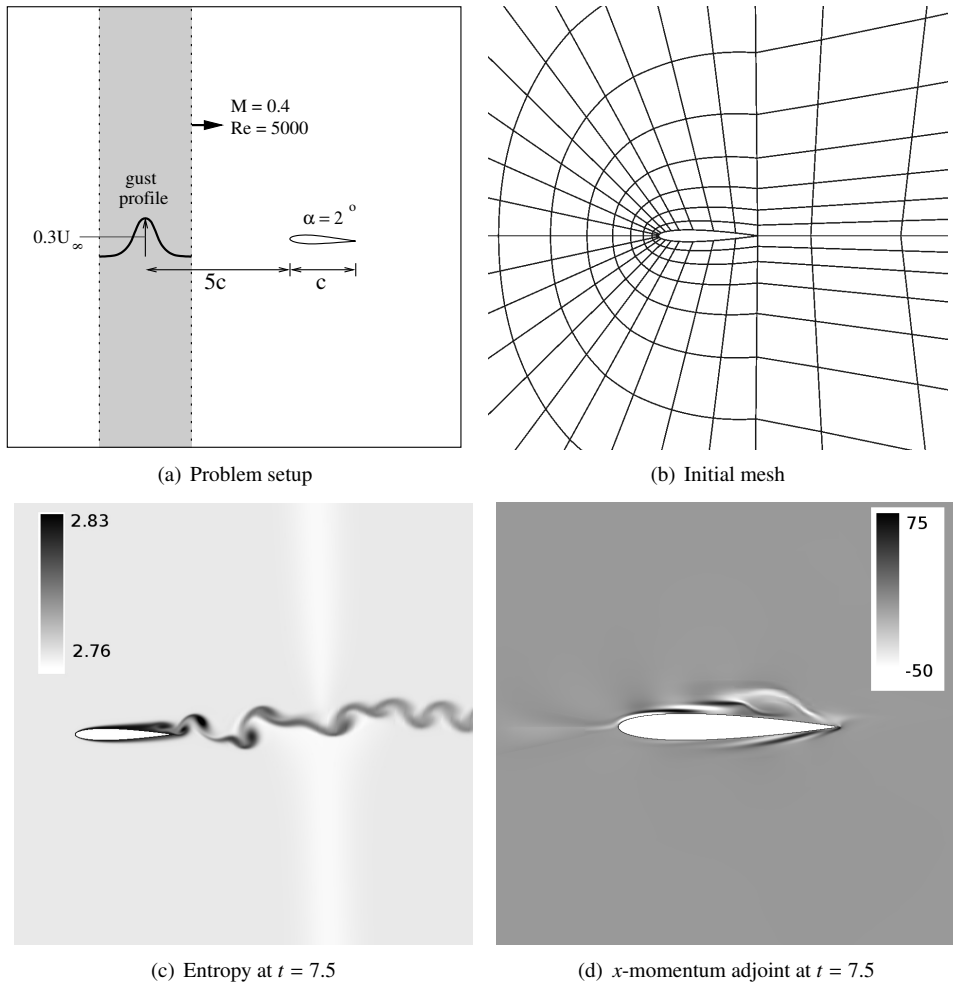 M = 0.4
Re = 5000
gust
profile
α = 2°
0.3U∞
5c
c
(a) Problem setup
(b) Initial mesh
2.83
2.76
75
-50
(c) Entropy at t = 7.5
(d) x-momentum adjoint at t = 7.5